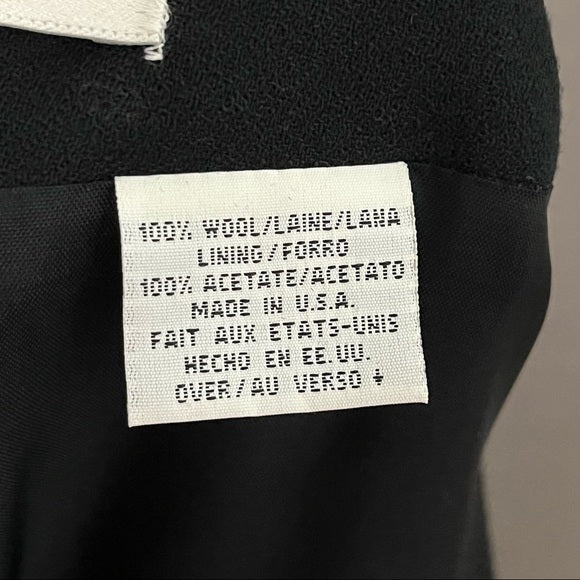 100% WOOL/LAINE/LANA
LINING/FORRO
100% ACETATE/ACETATO
MADE IN U.S.A.
FAIT AUX ETATS-UNIS
HECHO EN EE.UU.
OVER/AU VERSO